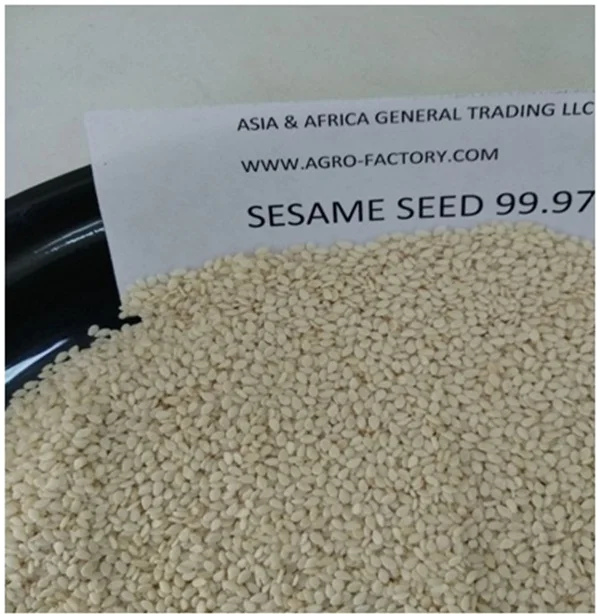 ASIA & AFRICA GENERAL TRADING LLC
WWW.AGRO-FACTORY.COM
SESAME SEED 99.97